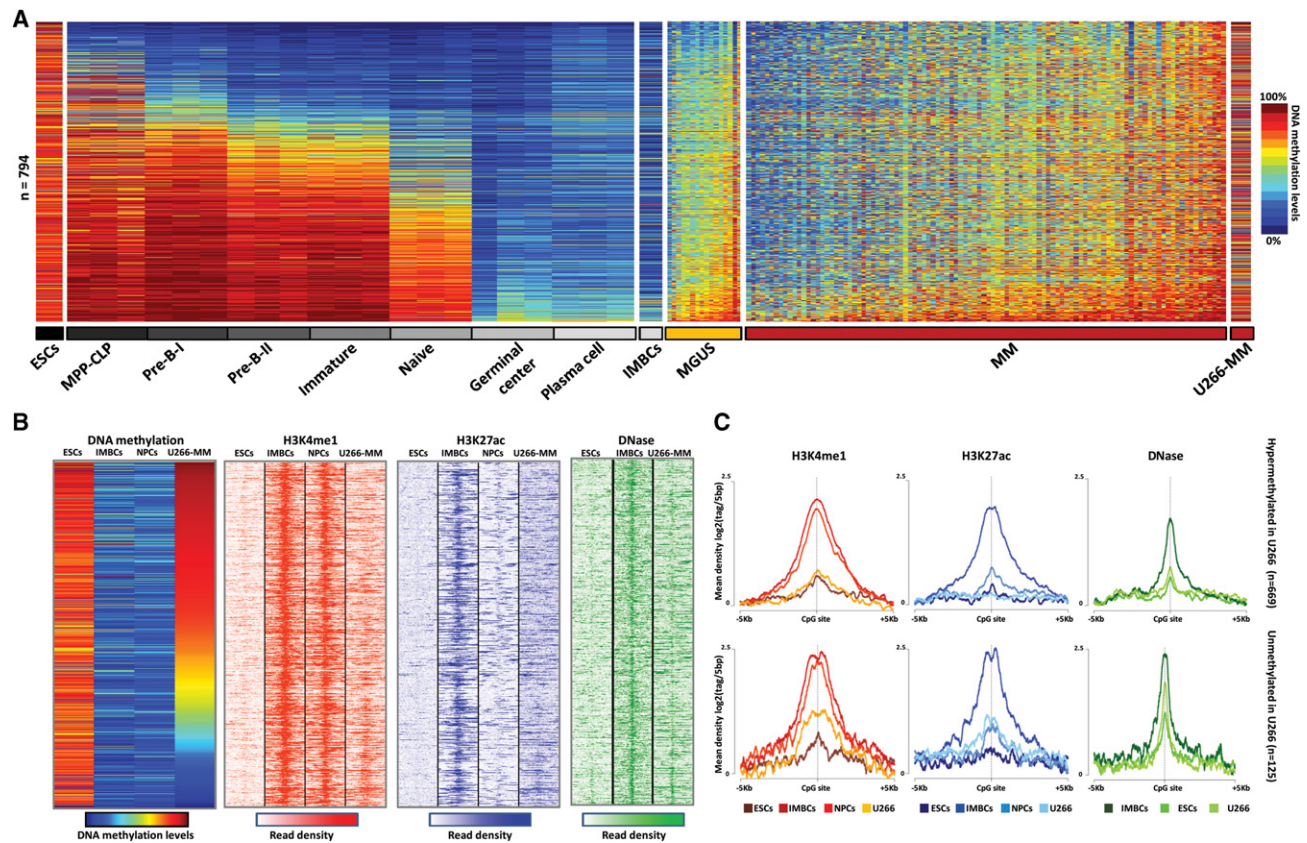 A
n = 794
100%
DNA methylation levels
0%
ESCs
MPP-CLP
Pre-B-I
Pre-B-II
Immature
Naive
Germinal
center
Plasma cell
IMBCs
MGUS
MM
U266-MM
B
DNA methylation
ESCs IMBCs NPCs U266-MM
H3K4me1
ESCs IMBCs NPCs U266-MM
H3K27ac
ESCs IMBCs NPCs U266-MM
DNase
ESCs IMBCs U266-MM
DNA methylation levels
Read density
Read density
Read density
C
H3K4me1
H3K27ac
DNase
Mean density log2(tag/5bp)
2.5
0
-5Kb CpG site +5Kb
2.5
0
-5Kb CpG site +5Kb
2.5
0
-5Kb CpG site +5Kb
Hypermethylated in U266 (n=669)
Mean density log2(tag/5bp)
2.5
0
-5Kb CpG site +5Kb
2.5
0
-5Kb CpG site +5Kb
2.5
0
-5Kb CpG site +5Kb
Unmethylated in U266 (n=125)
ESCs IMBCs NPCs U266
ESCs IMBCs NPCs U266
IMBCs ESCs U266